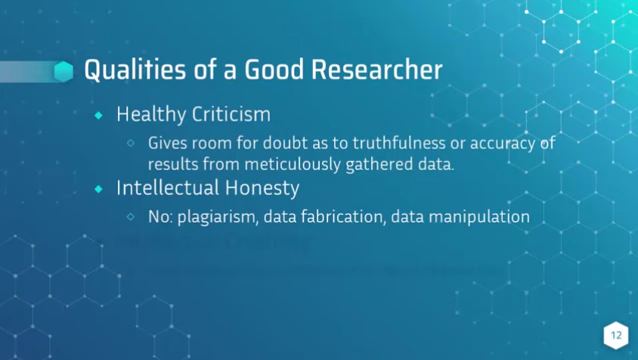 Qualities of a Good Researcher
Healthy Criticism
Gives room for doubt as to truthfulness or accuracy of
results from meticulously gathered data.
Intellectual Honesty
No: plagiarism, data fabrication, data manipulation
12